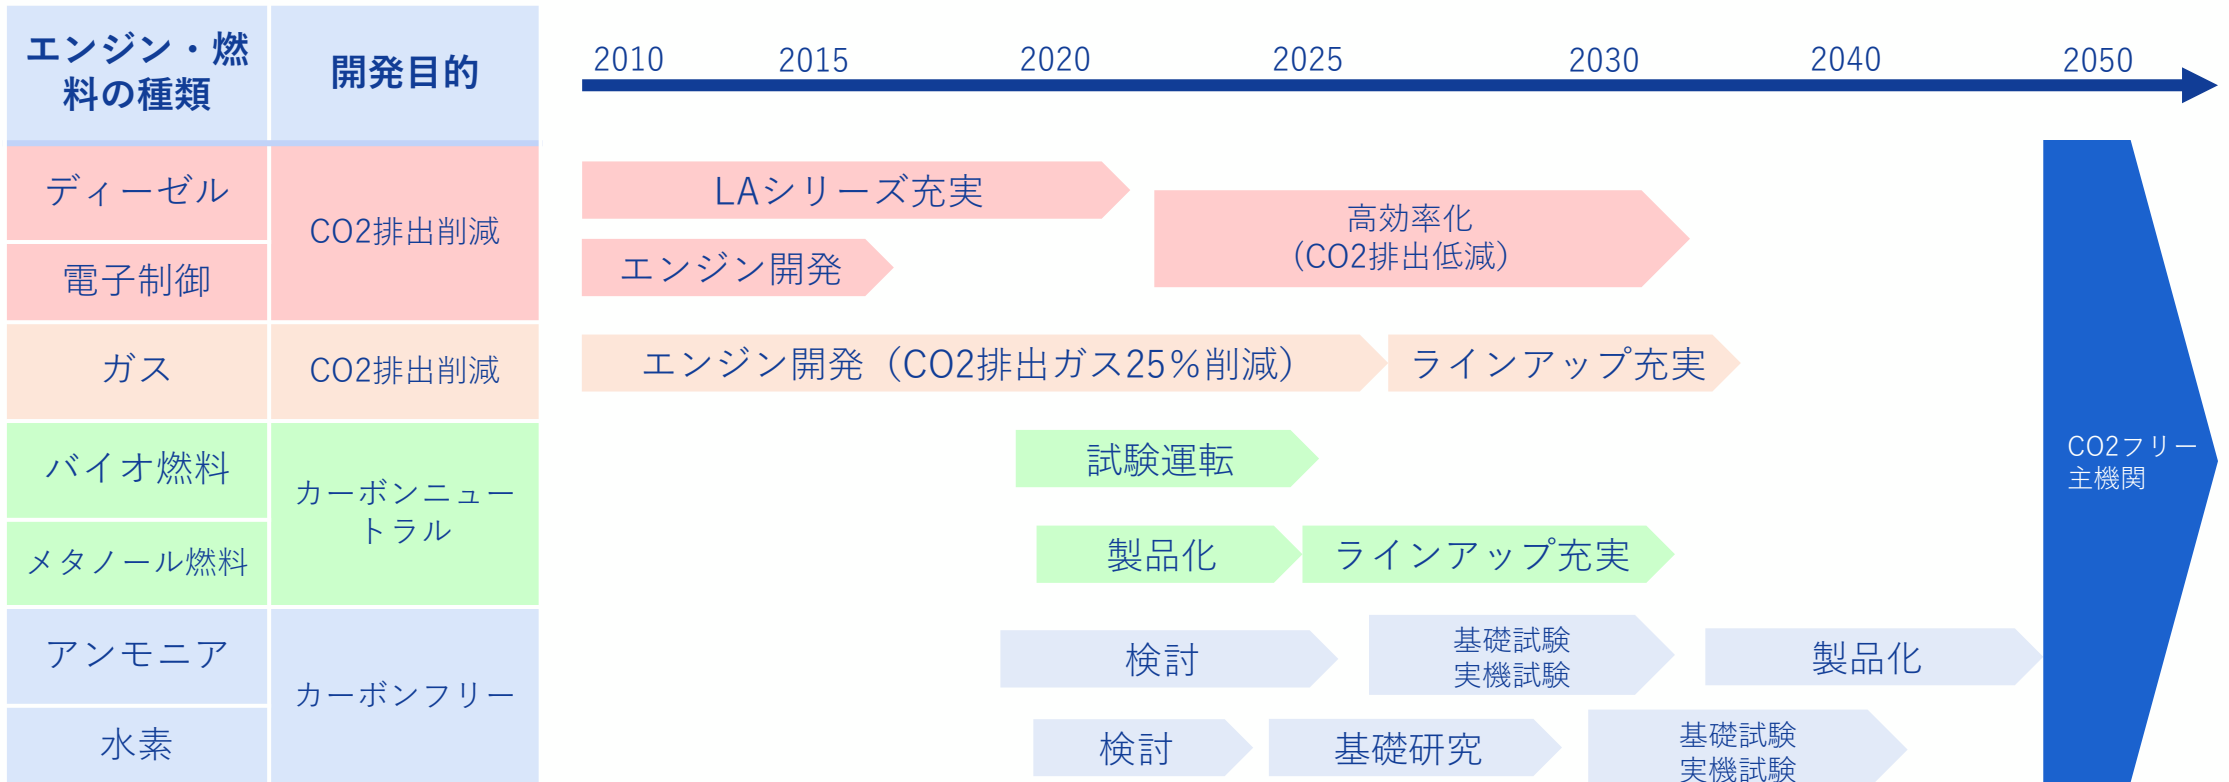 エンジン・燃
料の種類
開発目的
2010
2015
2020
2025
2030
2040
2050
ディーゼル
電子制御
CO2排出削減
LAシリーズ充実
エンジン開発
高効率化
（CO2排出低減）
ガス
CO2排出削減
エンジン開発（CO2排出ガス25％削減）
ラインアップ充実
バイオ燃料
メタノール燃料
カーボンニュー
トラル
試験運転
製品化
ラインアップ充実
アンモニア
水素
カーボンフリー
検討
基礎試験
実機試験
製品化
検討
基礎研究
基礎試験
実機試験
CO2フリー
主機関